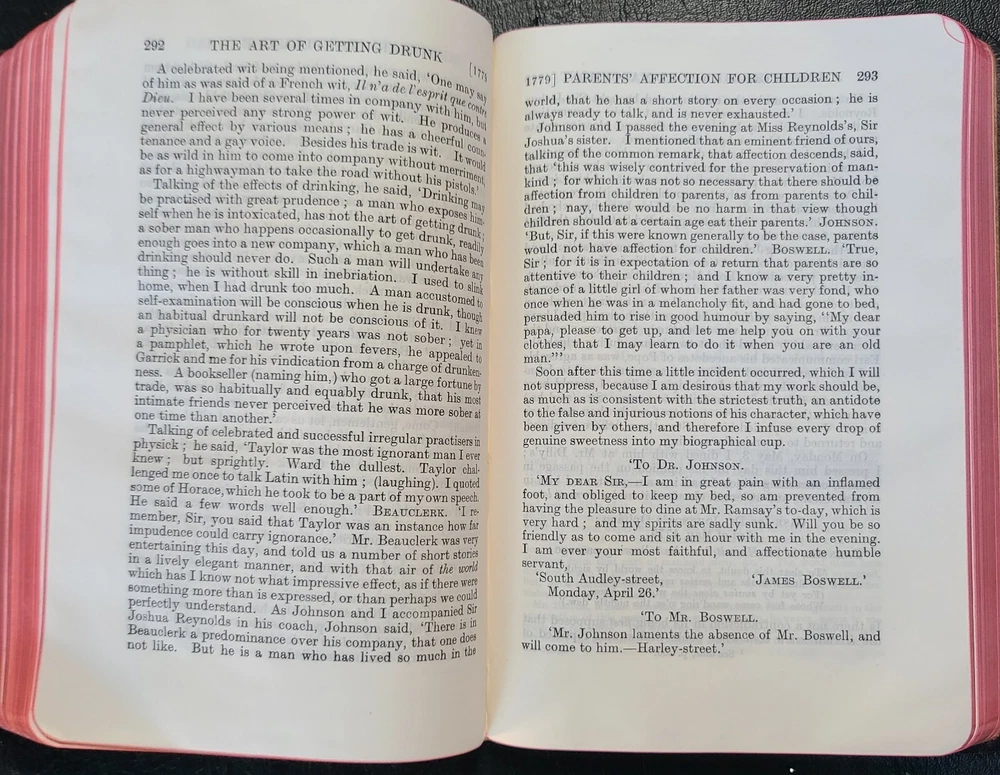 292 THE ART OF GETTING DRUNK [177
A celebrated wit being mentioned, he said, ‘One may say
of him as was said of a French wit, Il n’a de l’esprit que contre
Dieu. I have been several times in company with him, but
never perceived any strong power of wit. He produces a
general effect by various means; he has a cheerful coun-
tenance and a gay voice. Besides his trade is wit. It would
be as wild in him to come into company without merriment,
as for a highwayman to take the road without his pistols.’
Talking of the effects of drinking, he said, ‘Drinking may
be practised with great prudence; a man who exposes him-
self when he is intoxicated, has not the art of getting drunk;
a sober man who happens occasionally to get drunk, readily
enough goes into a new company, which a man who has been
drinking should never do. Such a man will undertake any
thing; he is without skill in inebriation. I used to slink
home, when I had drunk too much. A man accustomed to
self-examination will be conscious when he is drunk, though
an habitual drunkard will not be conscious of it. I knew
a physician who for twenty years was not sober; yet in
a pamphlet, which he wrote upon fevers, he appealed to
Garrick and me for his vindication from a charge of drunken-
ness. A bookseller (naming him,) who got a large fortune by
trade, was so habitually and equably drunk, that his most
intimate friends never perceived that he was more sober at
one time than another.’
Talking of celebrated and successful irregular practisers in
physick; he said, ‘Taylor was the most ignorant man I ever
knew; but sprightly. Ward the dullest. Taylor chal-
lenged me once to talk Latin with him; (laughing). I quoted
some of Horace, which he took to be a part of my own speech.
He said a few words well enough.’ BEAUCLERK. ‘I re-
member, Sir, you said that Taylor was an instance how far
impudence could carry ignorance.’ Mr. Beauclerk was very
entertaining this day, and told us a number of short stories
in a lively elegant manner, and with that air of the world
which has I know not what impressive effect, as if there were
something more than is expressed, or than perhaps we could
perfectly understand. As Johnson and I accompanied Sir
Joshua Reynolds in his coach, Johnson said, ‘There is in
Beauclerk a predominance over his company, that one does
not like. But he is a man who has lived so much in the
1779] PARENTS’ AFFECTION FOR CHILDREN 293
world, that he has a short story on every occasion; he is
always ready to talk, and is never exhausted.’
Johnson and I passed the evening at Miss Reynolds’s, Sir
Joshua’s sister. I mentioned that an eminent friend of ours,
talking of the common remark, that affection descends, said,
that ‘this was wisely contrived for the preservation of man-
kind; for which it was not so necessary that there should be
affection from children to parents, as from parents to chil-
dren; nay, there would be no harm in that view though
children should at a certain age eat their parents.’ JOHNSON.
‘But, Sir, if this were known generally to be the case, parents
would not have affection for children.’ BOSWELL. ‘True,
Sir; for it is in expectation of a return that parents are so
attentive to their children; and I know a very pretty in-
stance of a little girl of whom her father was very fond, who
once when he was in a melancholy fit, and had gone to bed,
persuaded him to rise in good humour by saying, “My dear
papa, please to get up, and let me help you on with your
clothes, that I may learn to do it when you are an old
man.”’
Soon after this time a little incident occurred, which I will
not suppress, because I am desirous that my work should be,
as much as is consistent with the strictest truth, an antidote
to the false and injurious notions of his character, which have
been given by others, and therefore I infuse every drop of
genuine sweetness into my biographical cup.
‘TO DR. JOHNSON.
‘MY DEAR SIR,—I am in great pain with an inflamed
foot, and obliged to keep my bed, so am prevented from
having the pleasure to dine at Mr. Ramsay’s to-day, which is
very hard; and my spirits are sadly sunk. Will you be so
friendly as to come and sit an hour with me in the evening.
I am ever your most faithful, and affectionate humble
servant,
‘South Audley-street, ‘JAMES BOSWELL.’
Monday, April 26.’
‘TO MR. BOSWELL.
‘Mr. Johnson laments the absence of Mr. Boswell, and
will come to him.—Harley-street.’